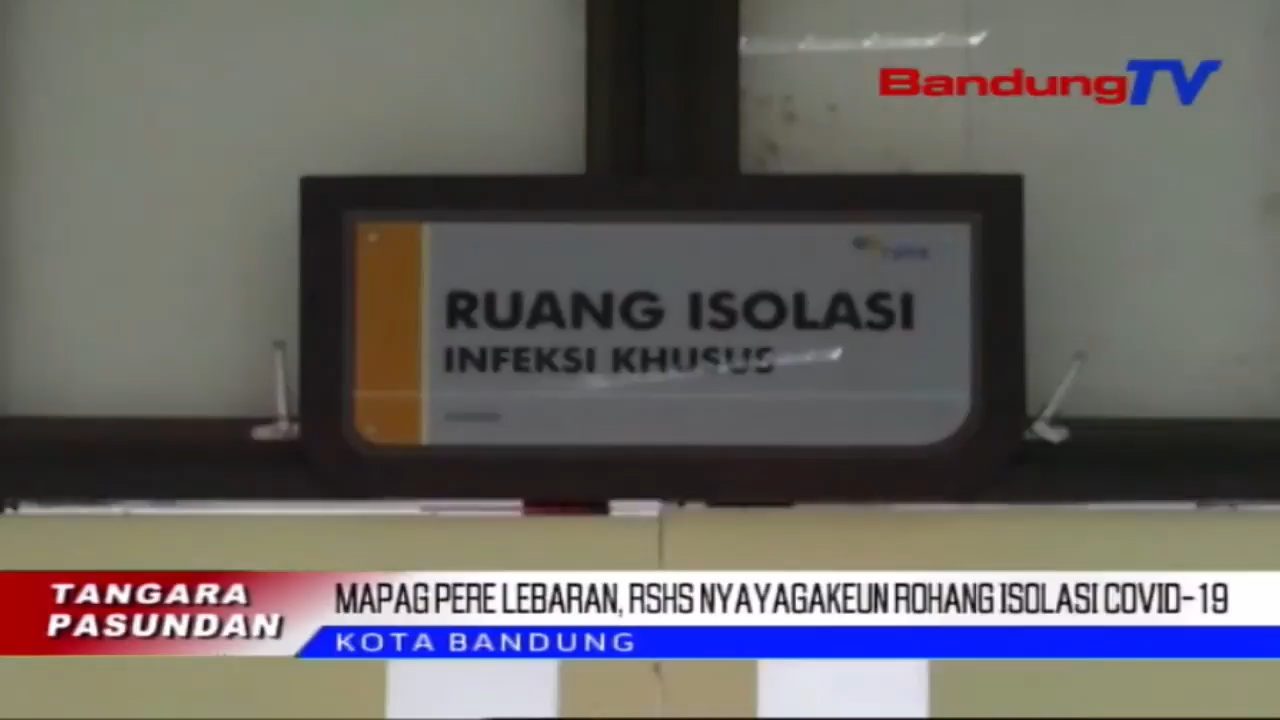 BandungTV
RUANG ISOLASI
INFEKSI KHUSUS
TANGARA
PASUNDAN
MAPAG PERE LEBARAN, RSHS NYAYAGAKEUN ROHANG ISOLASI COVID-19
KOTA BANDUNG